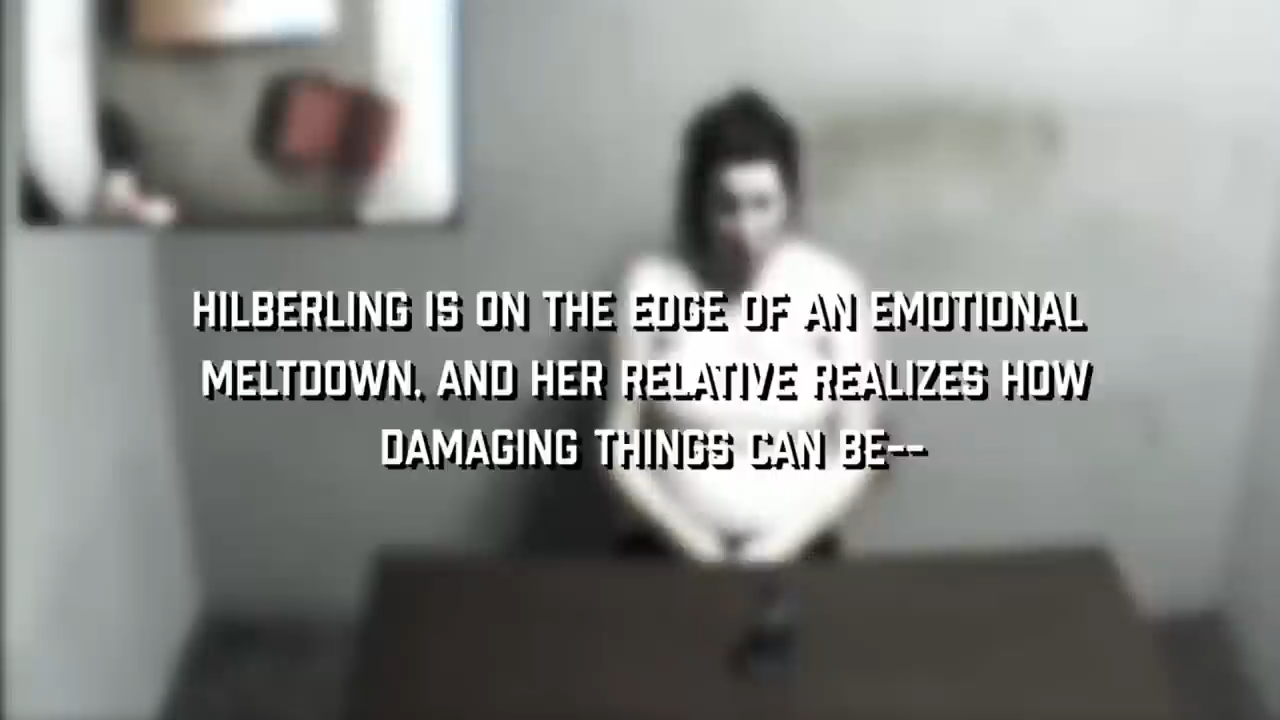 HILBERLING IS ON THE EDGE OF AN EMOTIONAL
MELTDOWN, AND HER RELATIVE REALIZES HOW
DAMAGING THINGS CAN BE--